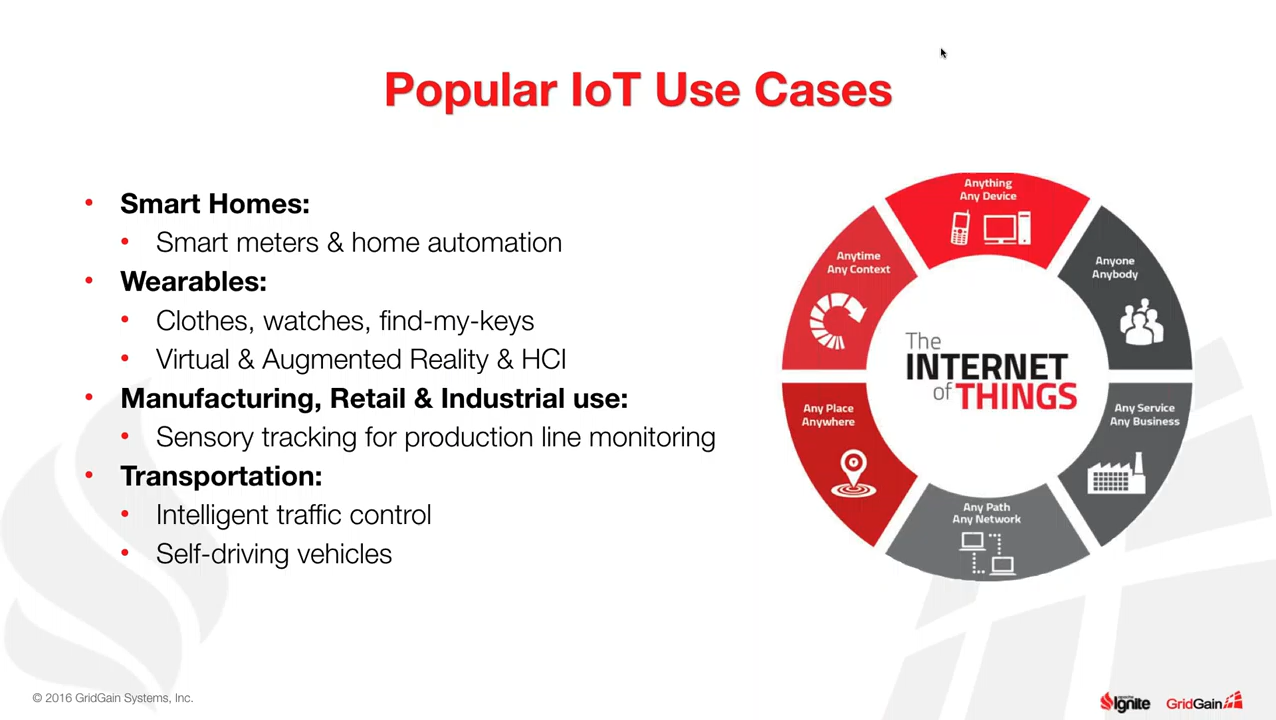 Popular IoT Use Cases
• Smart Homes:
• Smart meters & home automation
• Wearables:
• Clothes, watches, find-my-keys
• Virtual & Augmented Reality & HCI
• Manufacturing, Retail & Industrial use:
• Sensory tracking for production line monitoring
• Transportation:
• Intelligent traffic control
• Self-driving vehicles
Anything
Any Device
Anyone
Anybody
Any Service
Any Business
Any Path
Any Network
Any Place
Anywhere
Anytime
Any Context
The
INTERNET
of THINGS
© 2016 GridGain Systems, Inc.
Ignite
GridGain